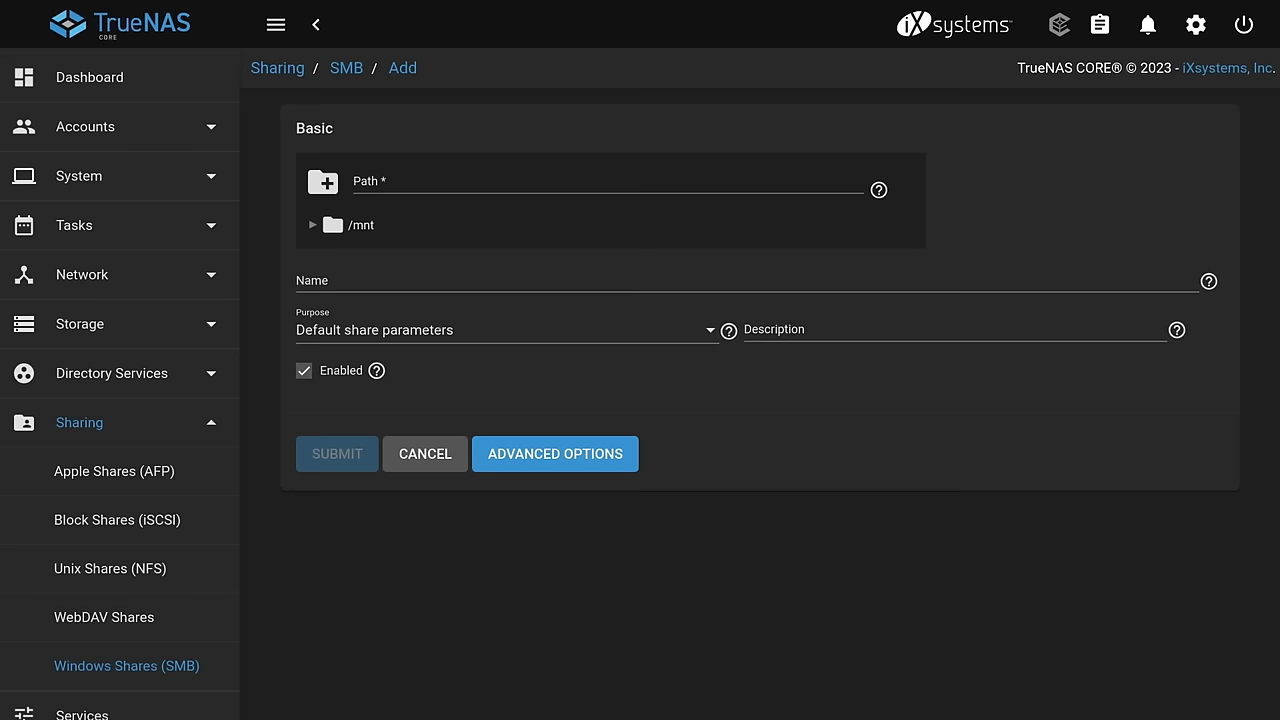 TrueNAS
CORE
iXsystems
Sharing / SMB / Add
TrueNAS CORE® © 2023 - iXsystems, Inc.
Dashboard
Accounts
System
Tasks
Network
Storage
Directory Services
Sharing
Apple Shares (AFP)
Block Shares (iSCSI)
Unix Shares (NFS)
WebDAV Shares
Windows Shares (SMB)
Services
Basic
Path *
/mnt
Name
Purpose
Default share parameters
Description
Enabled
SUBMIT CANCEL ADVANCED OPTIONS